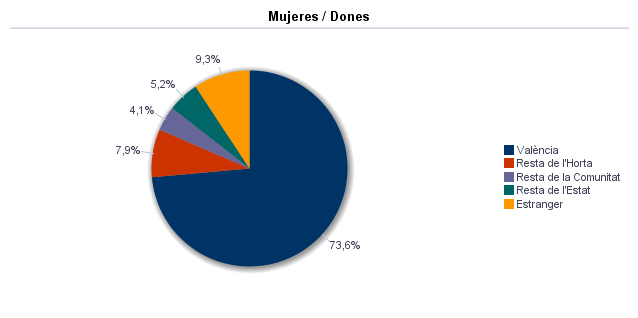 Mujeres / Dones
9,3%
5,2%
4,1%
7,9%
73,6%
València
Resta de l'Horta
Resta de la Comunitat
Resta de l'Estat
Estranger